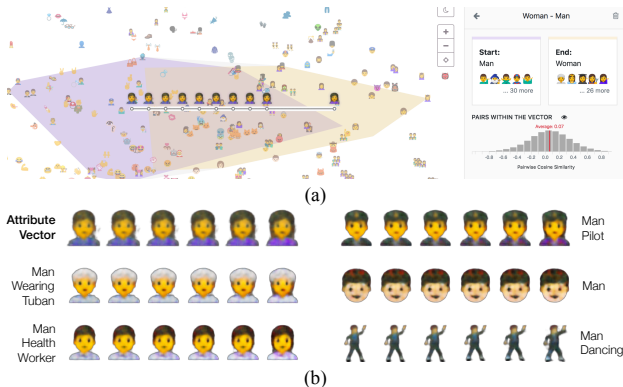 Woman - Man
Start:
Man
... 30 more
End:
Woman
... 26 more
PAIRS WITHIN THE VECTOR
Average: 0.07
-0.8 -0.6 -0.4 -0.2 0.0 0.2 0.4 0.6 0.8
Pairwise Cosine Similarity
(a)
Attribute
Vector
Man
Wearing
Tuban
Man
Health
Worker
Man
Pilot
Man
Man
Dancing
(b)